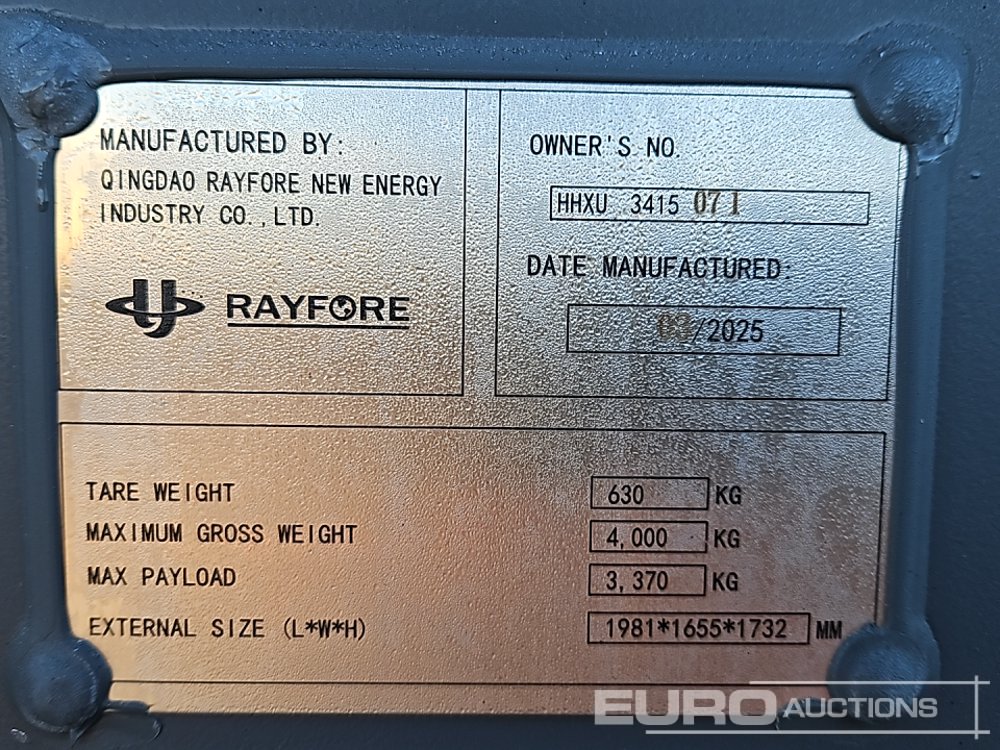 MANUFACTURED BY:
QINGDAO RAYFORE NEW ENERGY
INDUSTRY CO.,LTD.
RAYFORE
OWNER'S NO.
HHXU 3415 07 1
DATE MANUFACTURED:
03/2025
TARE WEIGHT 630 KG
MAXIMUM GROSS WEIGHT 4,000 KG
MAX PAYLOAD 3,370 KG
EXTERNAL SIZE (L*W*H) 1981*1655*1732 MM
EURO AUCTIONS